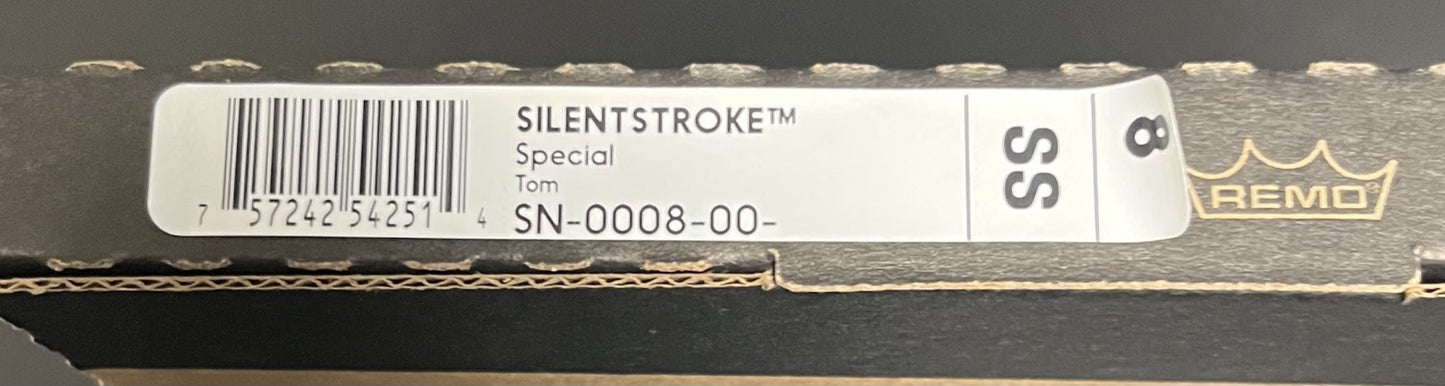 SILENTSTROKE™
Special
Tom
SN-0008-00-
7 57242 54251 4
SS
8
REMO®